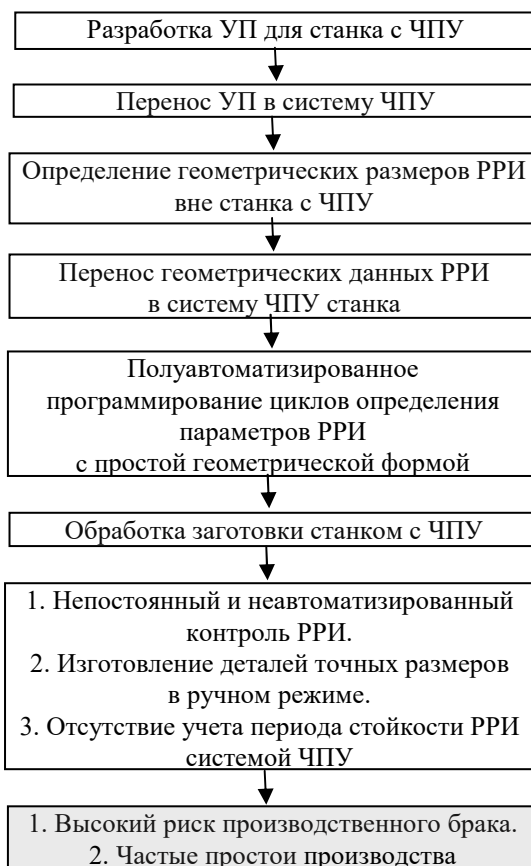 Разработка УП для станка с ЧПУ
Перенос УП в систему ЧПУ
Определение геометрических размеров РРИ
вне станка с ЧПУ
Перенос геометрических данных РРИ
в систему ЧПУ станка
Полуавтоматизированное
программирование циклов определения
параметров РРИ
с простой геометрической формой
Обработка заготовки станком с ЧПУ
1. Непостоянный и неавтоматизированный
контроль РРИ.
2. Изготовление деталей точных размеров
в ручном режиме.
3. Отсутствие учета периода стойкости РРИ
системой ЧПУ
1. Высокий риск производственного брака.
2. Частые простои производства